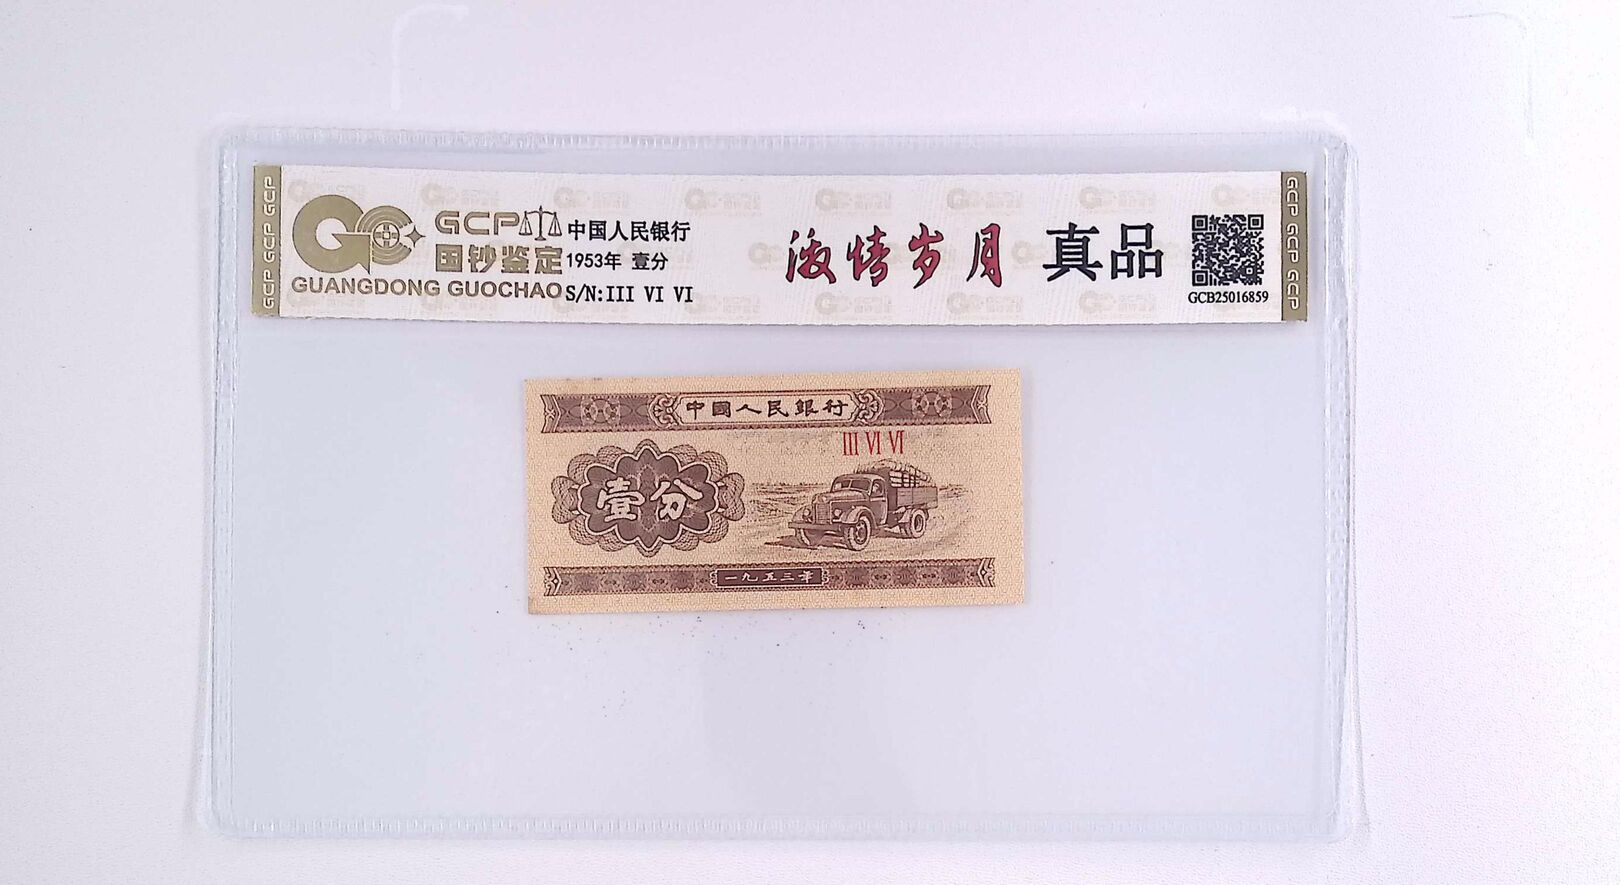 GCP GCP GCP
GCP
国钞鉴定
GUANGDONG GUOCHAO
中国人民银行
1953年 壹分
S/N:III VI VI
激情岁月 真品
GCB25016859
GCP GCP GCP
中國人民銀行
III VI VI
壹分
一九五三年